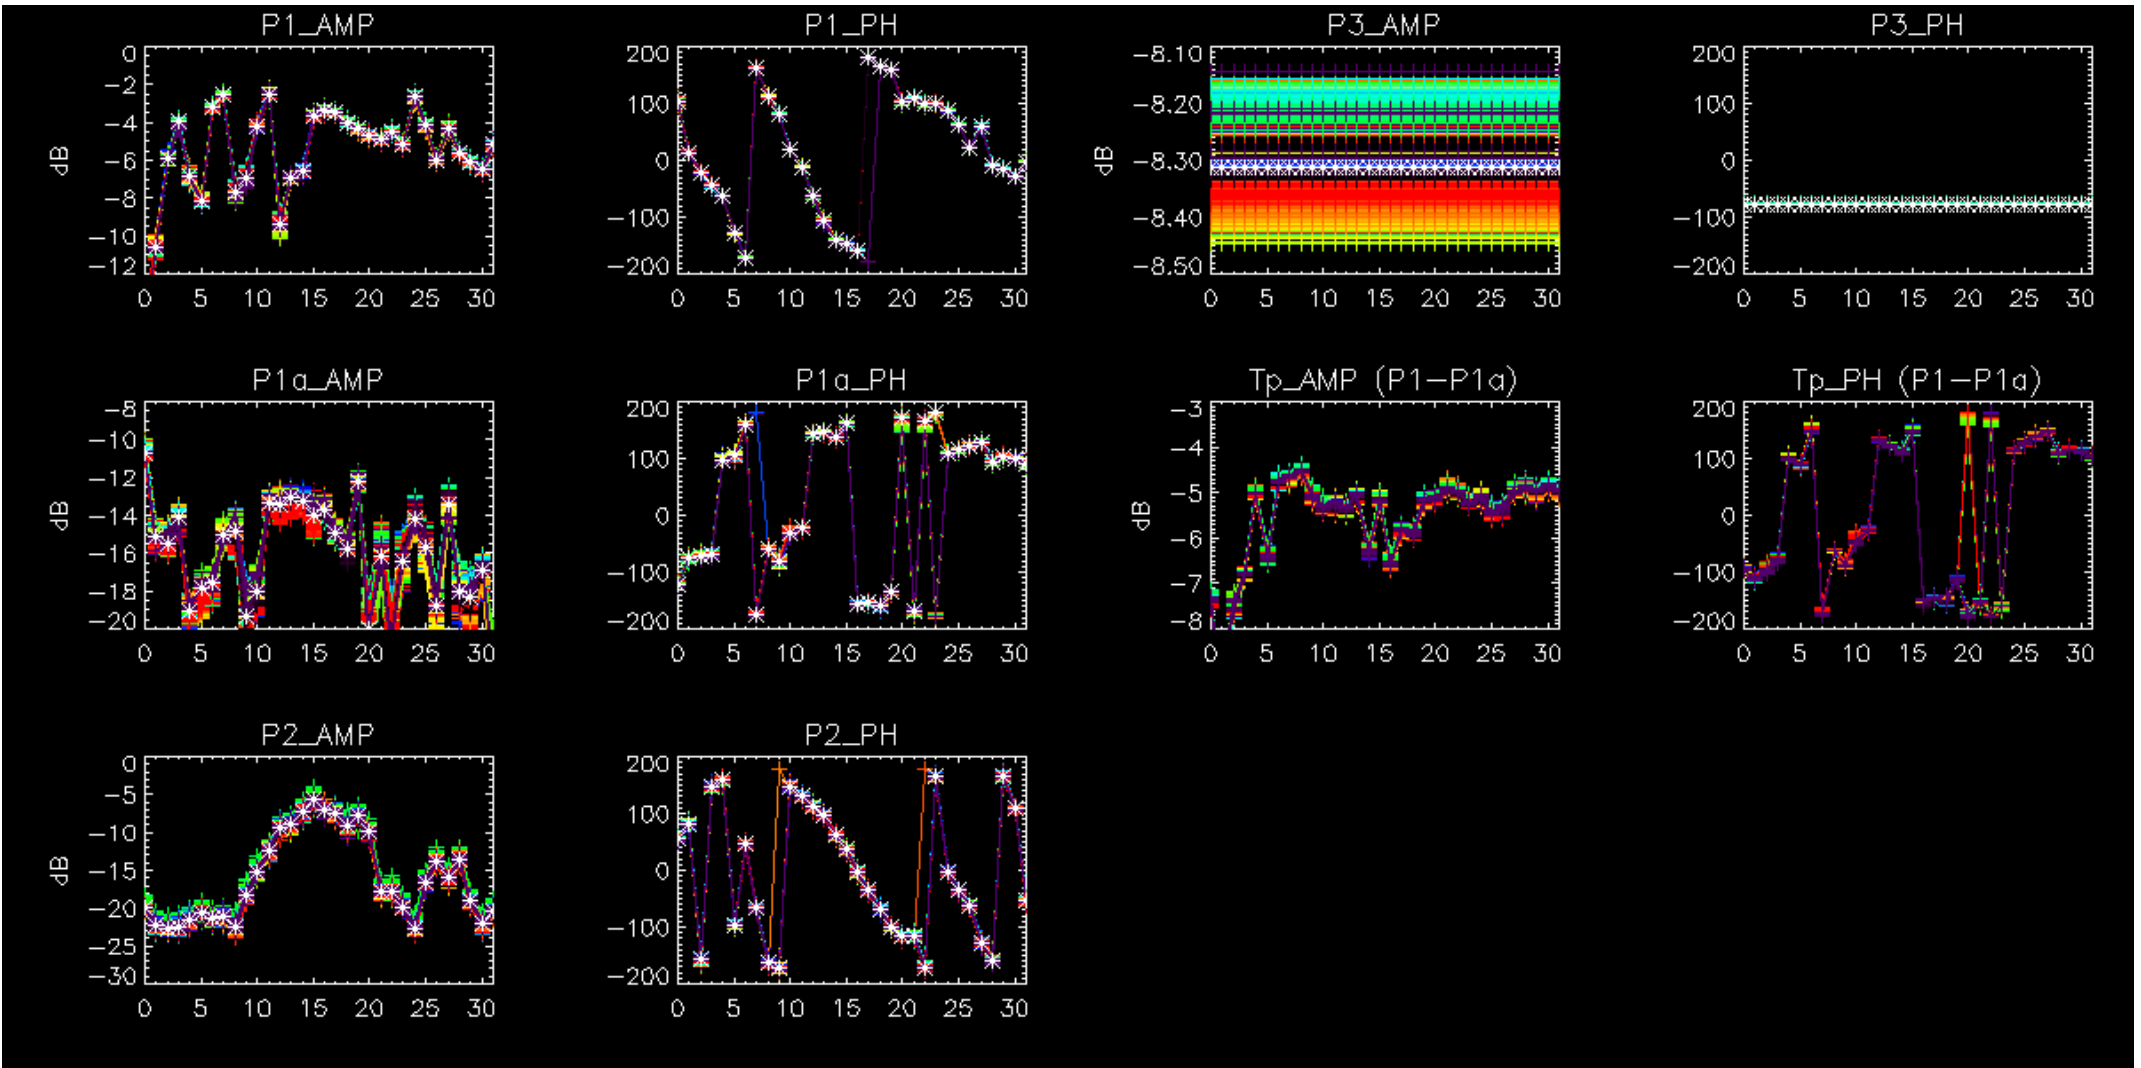 P1_AMP
dB
0
−2
−4
−6
−8
−10
−12
0 5 10 15 20 25 30
P1_PH
200
100
0
−100
−200
0 5 10 15 20 25 30
P3_AMP
dB
−8.10
−8.20
−8.30
−8.40
−8.50
0 5 10 15 20 25 30
P3_PH
200
100
0
−100
−200
0 5 10 15 20 25 30
P1a_AMP
dB
−8
−10
−12
−14
−16
−18
−20
0 5 10 15 20 25 30
P1a_PH
200
100
0
−100
−200
0 5 10 15 20 25 30
Tp_AMP (P1−P1a)
dB
−3
−4
−5
−6
−7
−8
0 5 10 15 20 25 30
Tp_PH (P1−P1a)
200
100
0
−100
−200
0 5 10 15 20 25 30
P2_AMP
dB
0
−5
−10
−15
−20
−25
−30
0 5 10 15 20 25 30
P2_PH
200
100
0
−100
−200
0 5 10 15 20 25 30